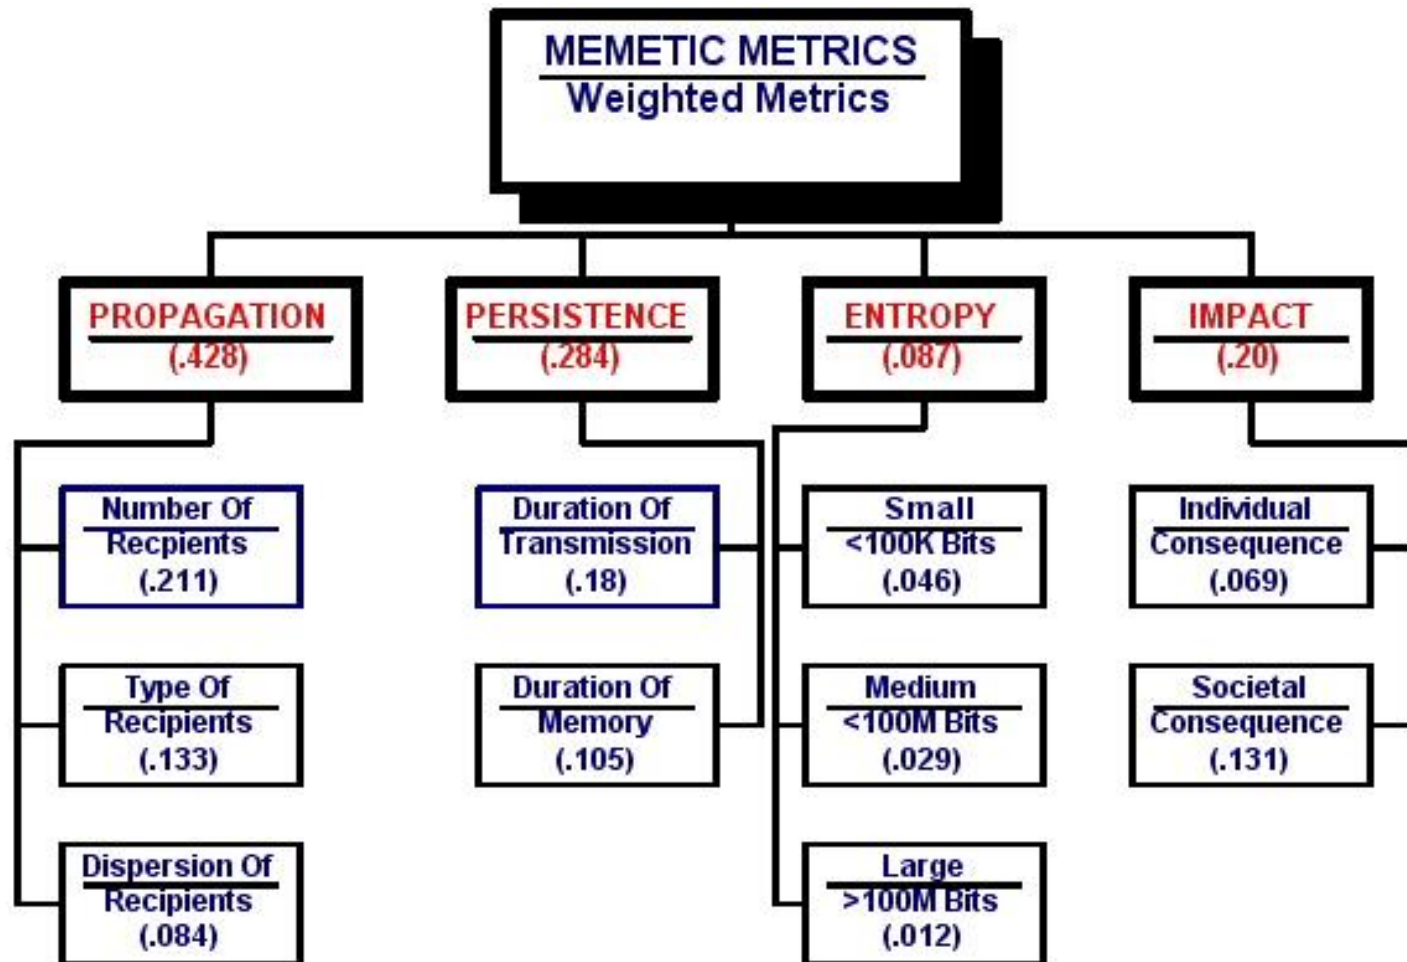 MEMETIC METRICS
Weighted Metrics
PROPAGATION
(.428)
PERSISTENCE
(.284)
ENTROPY
(.087)
IMPACT
(.20)
Number Of
Recpients
(.211)
Duration Of
Transmission
(.18)
Small
<100K Bits
(.046)
Individual
Consequence
(.069)
Type Of
Recipients
(.133)
Duration Of
Memory
(.105)
Medium
<100M Bits
(.029)
Societal
Consequence
(.131)
Dispersion Of
Recipients
(.084)
Large
>100M Bits
(.012)